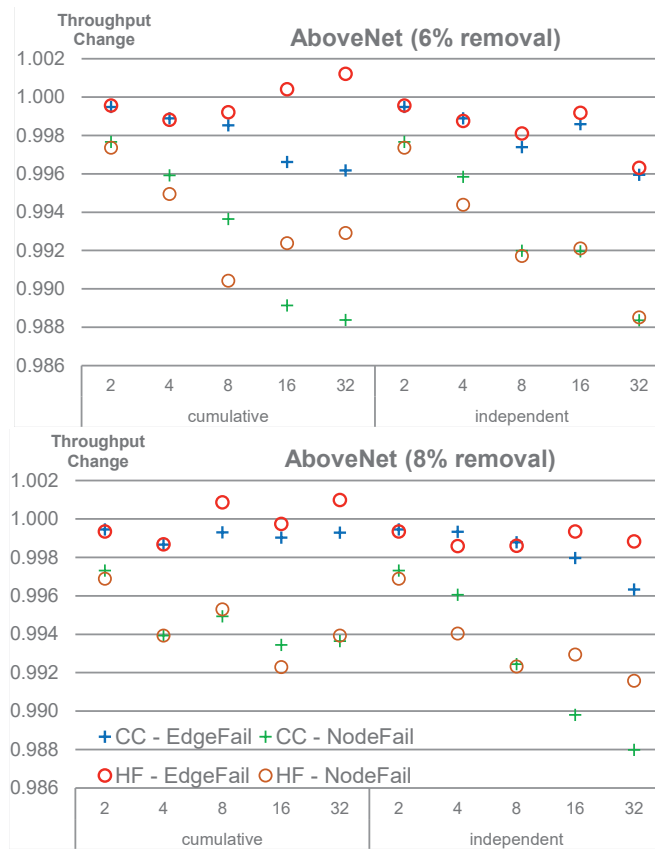 Throughput
Change
AboveNet (6% removal)
1.002
1.000
0.998
0.996
0.994
0.992
0.990
0.988
0.986
2 4 8 16 32 2 4 8 16 32
cumulative independent
Throughput
Change
AboveNet (8% removal)
1.002
1.000
0.998
0.996
0.994
0.992
0.990
CC - EdgeFail CC - NodeFail
0.988
HF - EdgeFail HF - NodeFail
0.986
2 4 8 16 32 2 4 8 16 32
cumulative independent